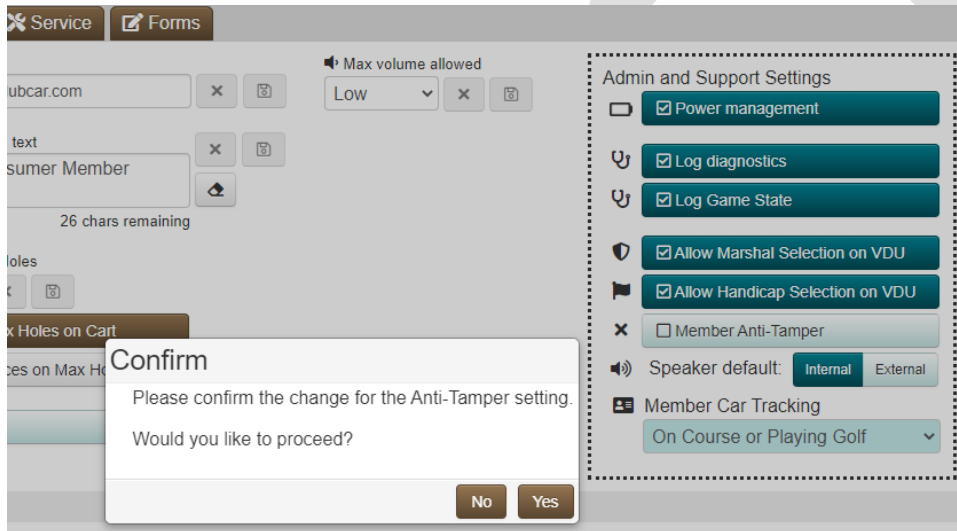 Service
Forms
Max volume allowed
ubcar.com
Low
text
sumer Member
26 chars remaining
Holes on Cart
ces on Max
Admin and Support Settings
Power management
Log diagnostics
Log Game State
Allow Marshal Selection on VDU
Allow Handicap Selection on VDU
Member Anti-Tamper
Speaker default: Internal External
Member Car Tracking
On Course or Playing Golf
Confirm
Please confirm the change for the Anti-Tamper setting.
Would you like to proceed?
No Yes